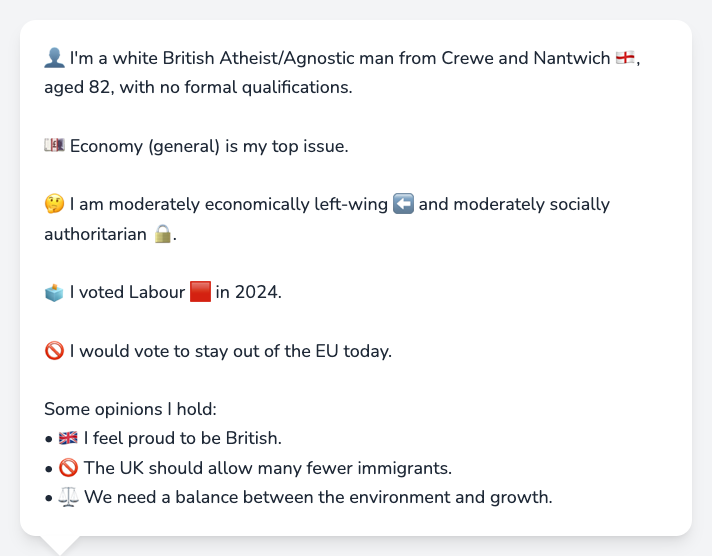 👤 I'm a white British Atheist/Agnostic man from Crewe and Nantwich 🏴󠁧󠁢󠁥󠁮󠁧󠁿,
aged 82, with no formal qualifications.
💷 Economy (general) is my top issue.
🤔 I am moderately economically left-wing ⬅️ and moderately socially
authoritarian 🔒.
🗳️ I voted Labour 🟥 in 2024.
🚫 I would vote to stay out of the EU today.
Some opinions I hold:
• 🇬🇧 I feel proud to be British.
• 🚫 The UK should allow many fewer immigrants.
• ⚖️ We need a balance between the environment and growth.